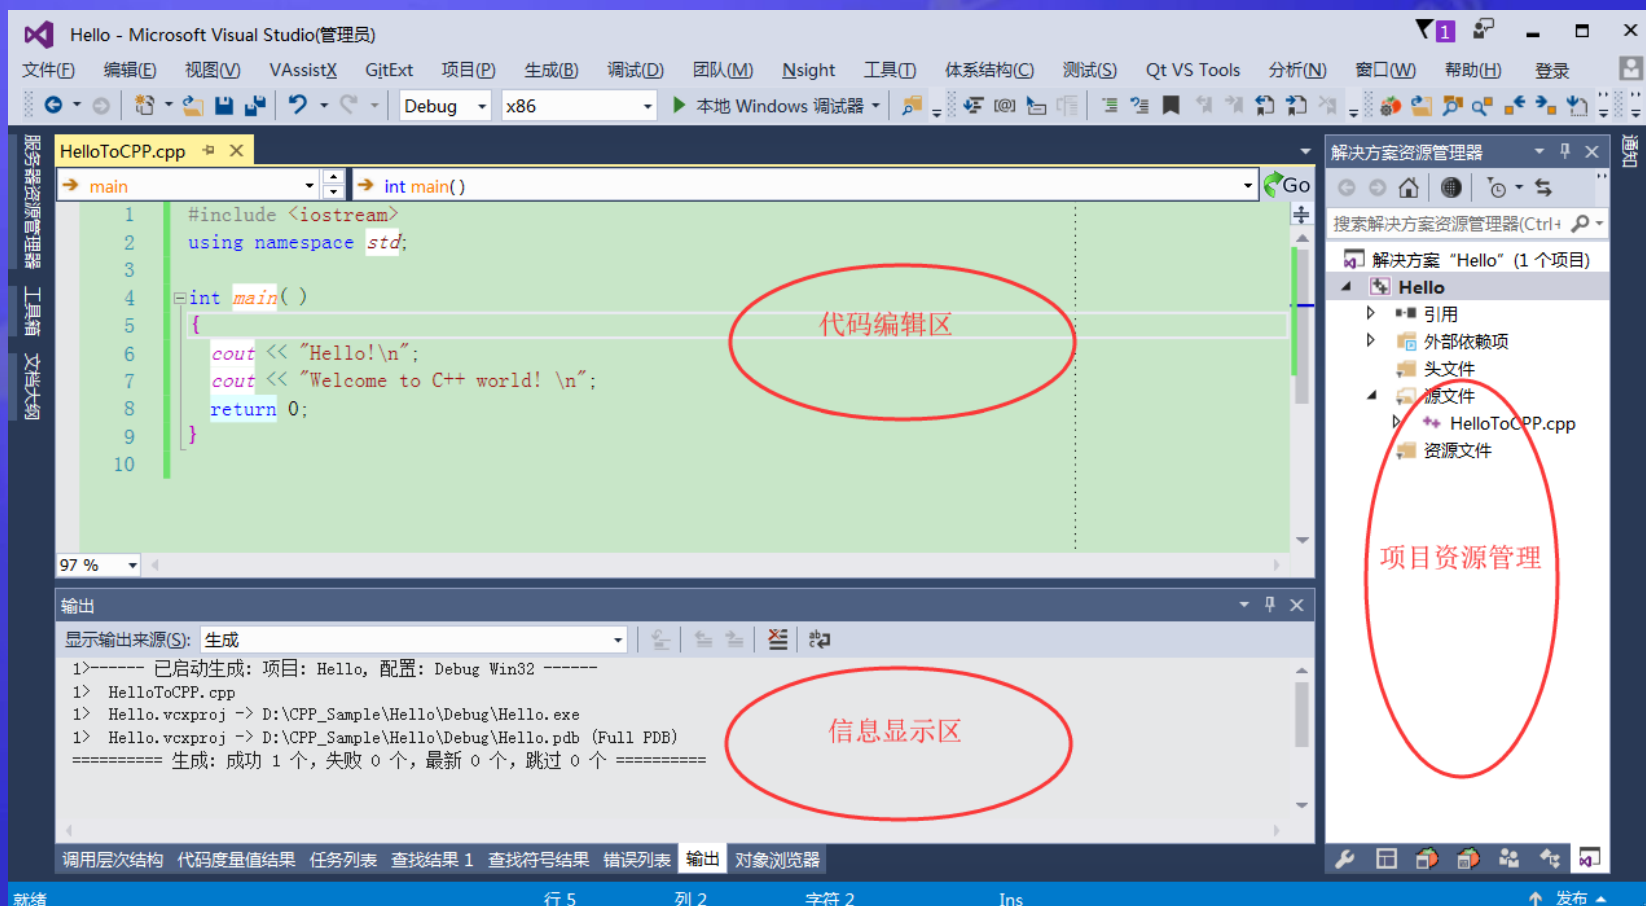 Hello - Microsoft Visual Studio(管理员)
1
文件(F) 编辑(E) 视图(V) VAssistX GitExt 项目(P) 生成(B) 调试(D) 团队(M) Nsight 工具(T) 体系结构(C) 测试(S) Qt VS Tools 分析(N) 窗口(W) 帮助(H) 登录
Debug x86 本地 Windows 调试器
服务器资源管理器
工具箱
文档大纲
HelloToCPP.cpp
main int main() Go
1 #include <iostream>
2 using namespace std;
3
4 int main( )
5 {
6 cout << "Hello!\n";
7 cout << "Welcome to C++ world! \n";
8 return 0;
9 }
10
代码编辑区
97 %
输出
显示输出来源(S): 生成
1>------ 已启动生成: 项目: Hello, 配置: Debug Win32 ------
1> HelloToCPP.cpp
1> Hello.vcxproj -> D:\CPP_Sample\Hello\Debug\Hello.exe
1> Hello.vcxproj -> D:\CPP_Sample\Hello\Debug\Hello.pdb (Full PDB)
========== 生成: 成功 1 个，失败 0 个，最新 0 个，跳过 0 个 ==========
信息显示区
调用层次结构 代码度量值结果 任务列表 查找结果 1 查找符号结果 错误列表 输出 对象浏览器
解决方案资源管理器
搜索解决方案资源管理器(Ctrl+
解决方案 "Hello" (1 个项目)
Hello
引用
外部依赖项
头文件
源文件
HelloToCPP.cpp
资源文件
项目资源管理
通知
就绪 行 5 列 2 字符 2 Ins 发布